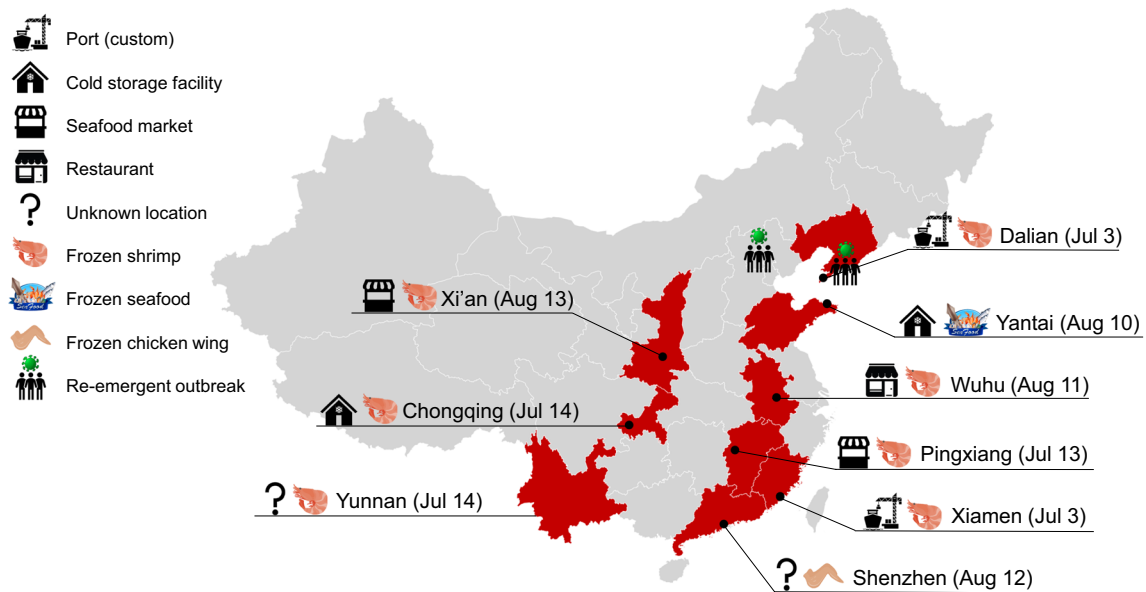 Port (custom)
Cold storage facility
Seafood market
Restaurant
Unknown location
Frozen shrimp
Frozen seafood
Frozen chicken wing
Re-emergent outbreak
Dalian (Jul 3)
Xi'an (Aug 13)
Yantai (Aug 10)
Wuhu (Aug 11)
Chongqing (Jul 14)
Pingxiang (Jul 13)
? Yunnan (Jul 14)
Xiamen (Jul 3)
? Shenzhen (Aug 12)